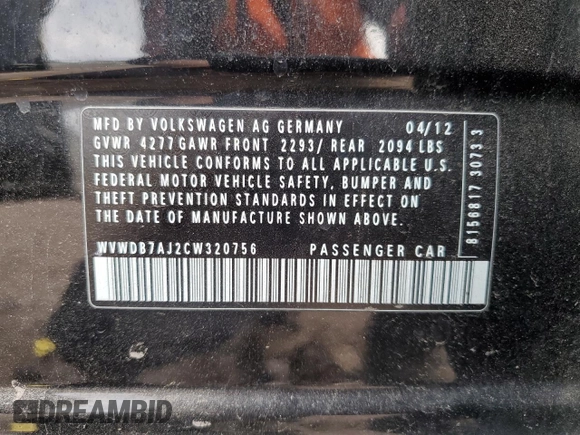 MFD BY VOLKSWAGEN AG GERMANY 04/12
GVWR 4277 GAWR FRONT 2293/ REAR 2094 LBS
THIS VEHICLE CONFORMS TO ALL APPLICABLE U.S.
FEDERAL MOTOR VEHICLE SAFETY, BUMPER AND
THEFT PREVENTION STANDARDS IN EFFECT ON
THE DATE OF MANUFACTURE SHOWN ABOVE.
WVWDB7AJ2CW320756 PASSENGER CAR
8156817 3073.3
DREAMBID